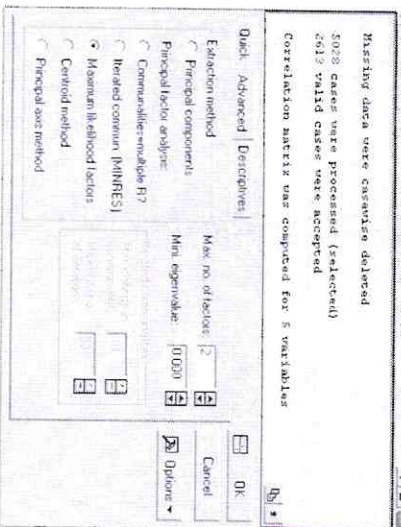 Missing data were casewise deleted
5028 cases were processed (selected)
2613 valid cases were accepted
Correlation matrix was computed for 5 variables
Quick Advanced Descriptives
Extraction method
Principal components
Principal factor analysis:
Communalities=multiple R?
Iterated commun. (MINRES)
Maximum likelihood factors
Centroid method
Principal axis method
Max. no. of factors: 2
Mini. eigenvalue: 0.000
OK
Cancel
Options